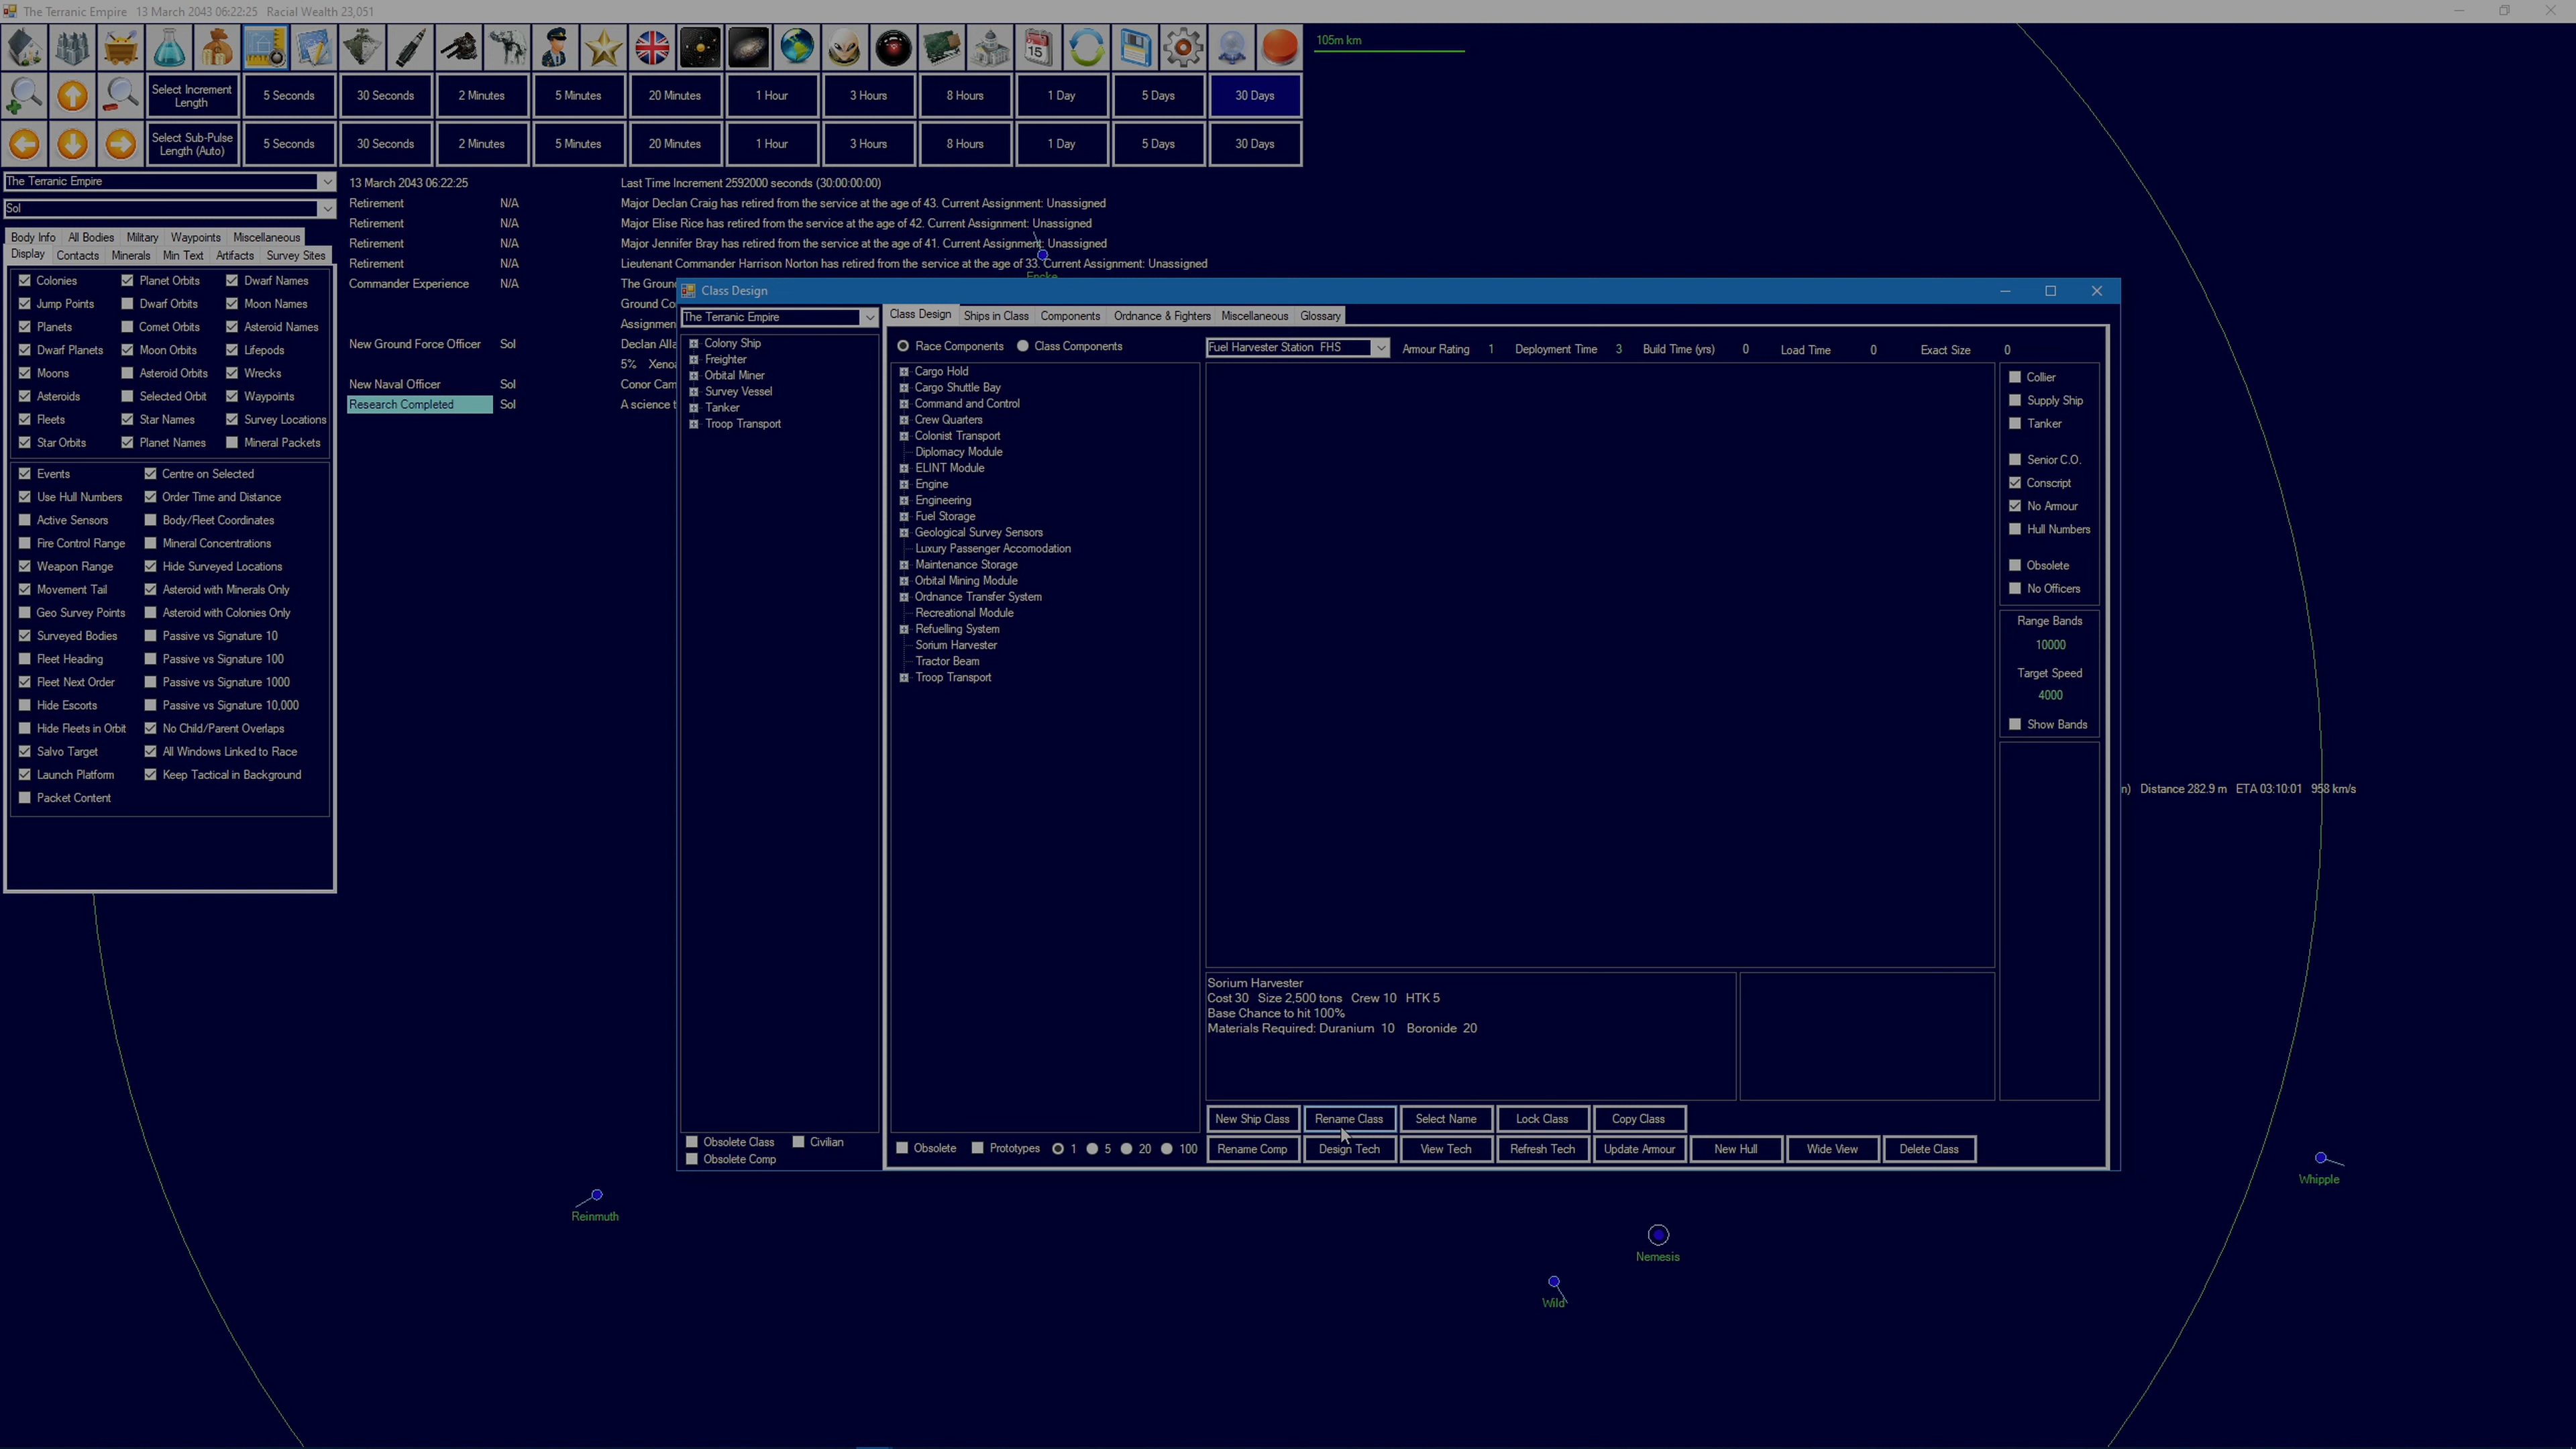 The Terranic Empire 13 March 2043 06:22:25 Racial Wealth 23,051
15
105m km
Select Increment Length 5 Seconds 30 Seconds 2 Minutes 5 Minutes 20 Minutes 1 Hour 3 Hours 8 Hours 1 Day 5 Days 30 Days
Select Sub-Pulse Length (Auto) 5 Seconds 30 Seconds 2 Minutes 5 Minutes 20 Minutes 1 Hour 3 Hours 8 Hours 1 Day 5 Days 30 Days
The Terranic Empire
Sol
Body Info All Bodies Military Waypoints Miscellaneous
Display Contacts Minerals Min Text Artifacts Survey Sites
Colonies Planet Orbits Dwarf Names
Jump Points Dwarf Orbits Moon Names
Planets Comet Orbits Asteroid Names
Dwarf Planets Moon Orbits Lifepods
Moons Asteroid Orbits Wrecks
Asteroids Selected Orbit Waypoints
Fleets Star Names Survey Locations
Star Orbits Planet Names Mineral Packets
Events Centre on Selected
Use Hull Numbers Order Time and Distance
Active Sensors Body/Fleet Coordinates
Fire Control Range Mineral Concentrations
Weapon Range Hide Surveyed Locations
Movement Tail Asteroid with Minerals Only
Geo Survey Points Asteroid with Colonies Only
Surveyed Bodies Passive vs Signature 10
Fleet Heading Passive vs Signature 100
Fleet Next Order Passive vs Signature 1000
Hide Escorts Passive vs Signature 10,000
Hide Fleets in Orbit No Child/Parent Overlaps
Salvo Target All Windows Linked to Race
Launch Platform Keep Tactical in Background
Packet Content
13 March 2043 06:22:25 Last Time Increment 2592000 seconds (30:00:00:00)
Retirement N/A Major Declan Craig has retired from the service at the age of 43. Current Assignment: Unassigned
Retirement N/A Major Elise Rice has retired from the service at the age of 42. Current Assignment: Unassigned
Retirement N/A Major Jennifer Bray has retired from the service at the age of 41. Current Assignment: Unassigned
Retirement N/A Lieutenant Commander Harrison Norton has retired from the service at the age of 33. Current Assignment: Unassigned
Commander Experience N/A The Groun
Ground Co
Assignmen
New Ground Force Officer Sol Declan Alla
5% Xeno
New Naval Officer Sol Conor Cam
Research Completed Sol A science t
Encke
Class Design
The Terranic Empire
Colony Ship
Freighter
Orbital Miner
Survey Vessel
Tanker
Troop Transport
Obsolete Class Civilian
Obsolete Comp
Class Design Ships in Class Components Ordnance & Fighters Miscellaneous Glossary
Race Components Class Components
Fuel Harvester Station FHS Armour Rating 1 Deployment Time 3 Build Time (yrs) 0 Load Time 0 Exact Size 0
Cargo Hold
Cargo Shuttle Bay
Command and Control
Crew Quarters
Colonist Transport
Diplomacy Module
ELINT Module
Engine
Engineering
Fuel Storage
Geological Survey Sensors
Luxury Passenger Accomodation
Maintenance Storage
Orbital Mining Module
Ordnance Transfer System
Recreational Module
Refuelling System
Sorium Harvester
Tractor Beam
Troop Transport
Obsolete Prototypes 1 5 20 100
Collier
Supply Ship
Tanker
Senior C.O.
Conscript
No Armour
Hull Numbers
Obsolete
No Officers
Range Bands
10000
Target Speed
4000
Show Bands
Sorium Harvester
Cost 30 Size 2,500 tons Crew 10 HTK 5
Base Chance to hit 100%
Materials Required: Duranium 10 Boronide 20
New Ship Class Rename Class Select Name Lock Class Copy Class
Rename Comp Design Tech View Tech Refresh Tech Update Armour New Hull Wide View Delete Class
n) Distance 282.9 m ETA 03:10:01 958 km/s
Whipple
Reinmuth
Nemesis
Wild